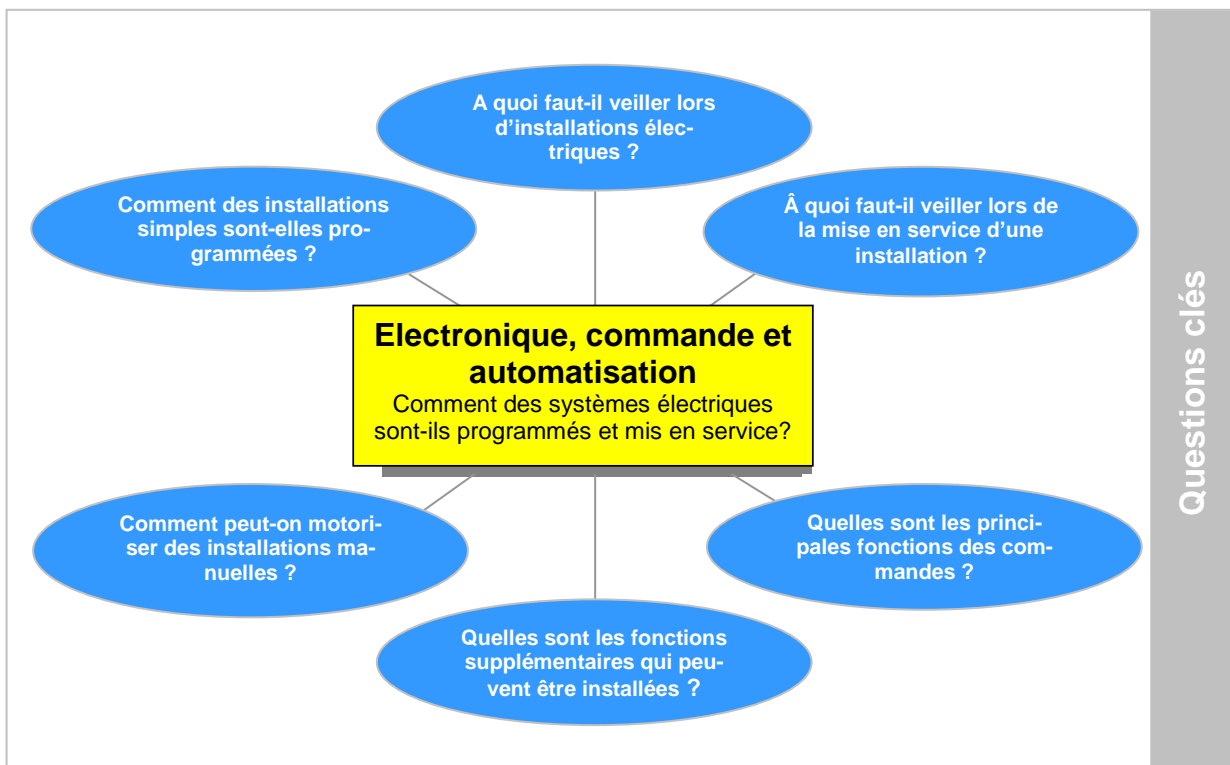 A quoi faut-il veiller lors
d'installations élec-
triques ?
Comment des installations
simples sont-elles pro-
grammées ?
Â quoi faut-il veiller lors de
la mise en service d'une
installation ?
Electronique, commande et
automatisation
Comment des systèmes électriques
sont-ils programmés et mis en service?
Comment peut-on motori-
ser des installations ma-
nuelles ?
Quelles sont les princi-
pales fonctions des com-
mandes ?
Quelles sont les fonctions
supplémentaires qui peu-
vent être installées ?
Questions clés